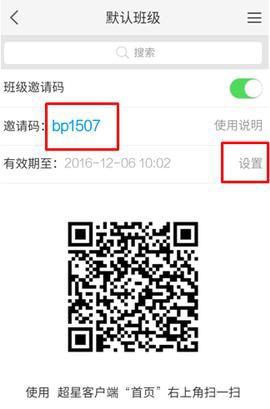 默认班级
搜索
班级邀请码
邀请码：bp1507 使用说明
有效期至：2016-12-06 10:02 设置
使用 超星客户端“首页”右上角扫一扫